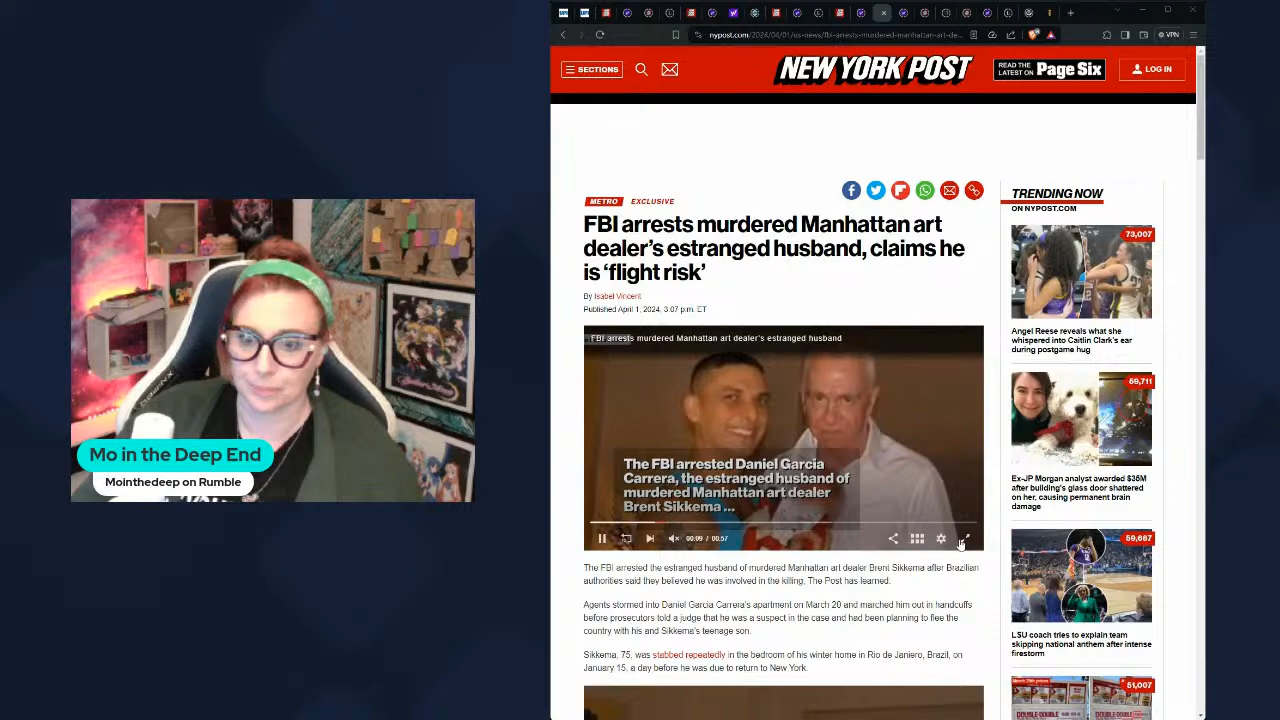 nypost.com/2024/04/01/us-news/fbi-arrests-murdered-manhattan-art-de...
VPN
SECTIONS
NEW YORK POST
READ THE
LATEST ON
Page Six
LOG IN
METRO
EXCLUSIVE
FBI arrests murdered Manhattan art
dealer's estranged husband, claims he
is 'flight risk'
By Isabel Vincent
Published April 1, 2024, 3:07 p.m. ET
FBI arrests murdered Manhattan art dealer's estranged husband
The FBI arrested Daniel Garcia
Carrera, the estranged husband of
murdered Manhattan art dealer
Brent Sikkema ...
00:09 / 00:57
The FBI arrested the estranged husband of murdered Manhattan art dealer Brent Sikkema after Brazilian
authorities said they believed he was involved in the killing, The Post has learned.
Agents stormed into Daniel Garcia Carrera's apartment on March 20 and marched him out in handcuffs
before prosecutors told a judge that he was a suspect in the case and had been planning to flee the
country with his and Sikkema's teenage son.
Sikkema, 75, was stabbed repeatedly in the bedroom of his winter home in Rio de Janiero, Brazil, on
January 15, a day before he was due to return to New York.
TRENDING NOW
ON NYPOST.COM
73,007
Angel Reese reveals what she
whispered into Caitlin Clark's ear
during postgame hug
59,711
Ex-JP Morgan analyst awarded $35M
after building's glass door shattered
on her, causing permanent brain
damage
59,687
LSU coach tries to explain team
skipping national anthem after intense
firestorm
51,007
DOUBLE-DOUBLE
Mo in the Deep End
Mointhedeep on Rumble